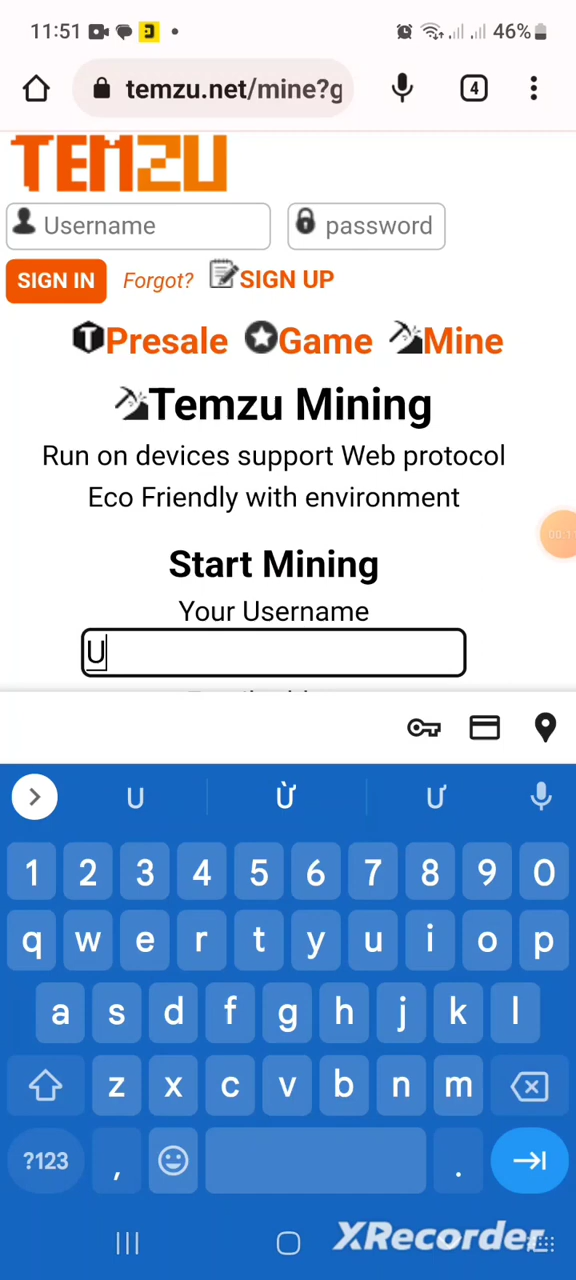 11:51 46%
temzu.net/mine?g 4
TEMZU
Username password
SIGN IN Forgot? SIGN UP
Presale Game Mine
Temzu Mining
Run on devices support Web protocol
Eco Friendly with environment
Start Mining
Your Username
U
00:1
U Ừ Ư
1 2 3 4 5 6 7 8 9 0
q w e r t y u i o p
a s d f g h j k l
z x c v b n m
?123 , .
XRecorder